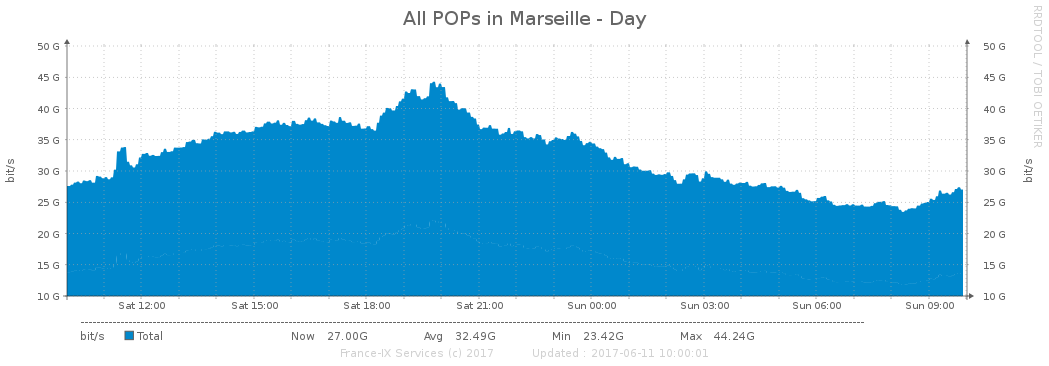 All POPs in Marseille - Day
RRDTOOL / TOBI OETIKER
50 G 50 G
45 G 45 G
40 G 40 G
35 G 35 G
30 G 30 G
25 G 25 G
20 G 20 G
15 G 15 G
10 G 10 G
bit/s bit/s
Sat 12:00 Sat 15:00 Sat 18:00 Sat 21:00 Sun 00:00 Sun 03:00 Sun 06:00 Sun 09:00
bit/s Total Now 27.00G Avg 32.49G Min 23.42G Max 44.24G
France-IX Services (c) 2017 Updated : 2017-06-11 10:00:01